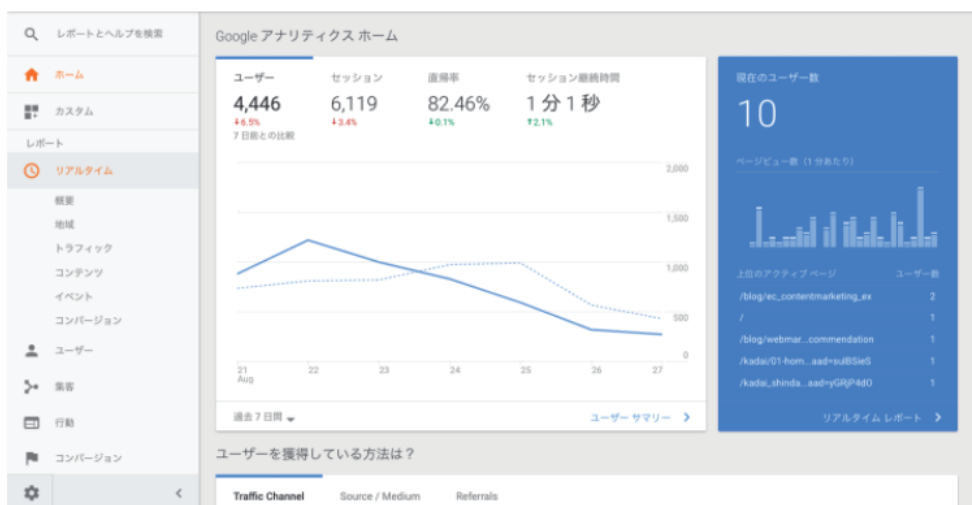 レポートとヘルプを検索
ホーム
カスタム
レポート
リアルタイム
概要
地域
トラフィック
コンテンツ
イベント
コンバージョン
ユーザー
集客
行動
コンバージョン
Google アナリティクス ホーム
ユーザー セッション 直帰率 セッション継続時間
4,446 6,119 82.46% 1 分 1 秒
↓6.5% ↓3.4% ↓0.1% ↑2.1%
7 日前との比較
2,000
1,500
1,000
500
0
21 22 23 24 25 26 27
Aug
過去 7 日間 ユーザー サマリー
現在のユーザー数
10
ページビュー数（1 分あたり）
上位のアクティブ ページ ユーザー数
/blog/ec_contentmarketing_ex 2
/ 1
/blog/webmar...commendation 1
/kadai/01-hom...aad=sulBSieS 1
/kadai_shinda...aad=yGRjP4d0 1
リアルタイム レポート
ユーザーを獲得している方法は？
Traffic Channel Source / Medium Referrals